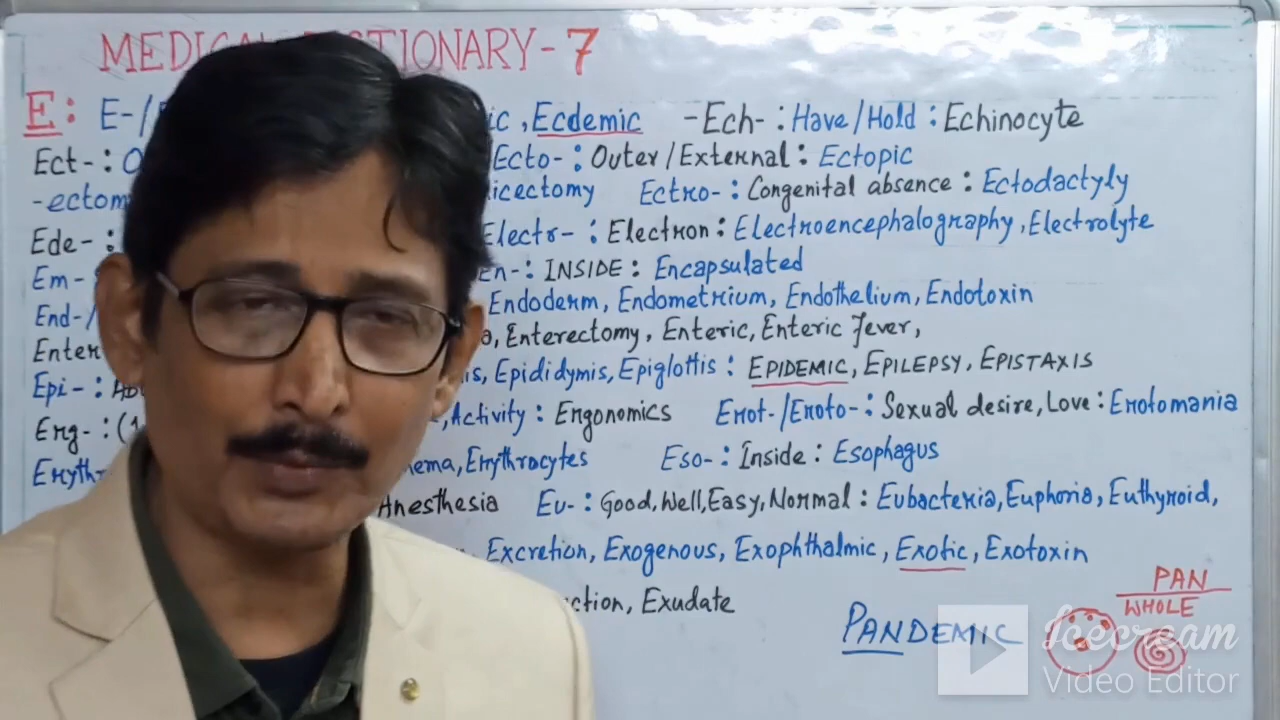 MEDICAL DICTIONARY - 7
E : E-/ , Ecdemic -Ech- : Have/Hold : Echinocyte
Ect- : Ecto- : Outer/External : Ectopic
-ectom Ectro- : Congenital absence : Ectodactyly
Ede- : Electr- : Electron : Electroencephalography, Electrolyte
Em- En- : INSIDE : Encapsulated
End-/ Endoderm, Endometrium, Endothelium, Endotoxin
Enter , Enterectomy, Enteric, Enteric Fever,
Epi- : Epididymis, Epiglottis : EPIDEMIC, EPILEPSY, EPISTAXIS
Erg- : Activity : Ergonomics Erot-/Eroto- : Sexual desire, Love : Erotomania
Erythr ema, Erythrocytes Eso- : Inside : Esophagus
Anesthesia Eu- : Good, Well, Easy, Normal : Eubacteria, Euphoria, Euthyroid,
Excretion, Exogenous, Exophthalmic, Exotic, Exotoxin
ction, Exudate
PAN
WHOLE
PANDEMIC
Icecream
Video Editor